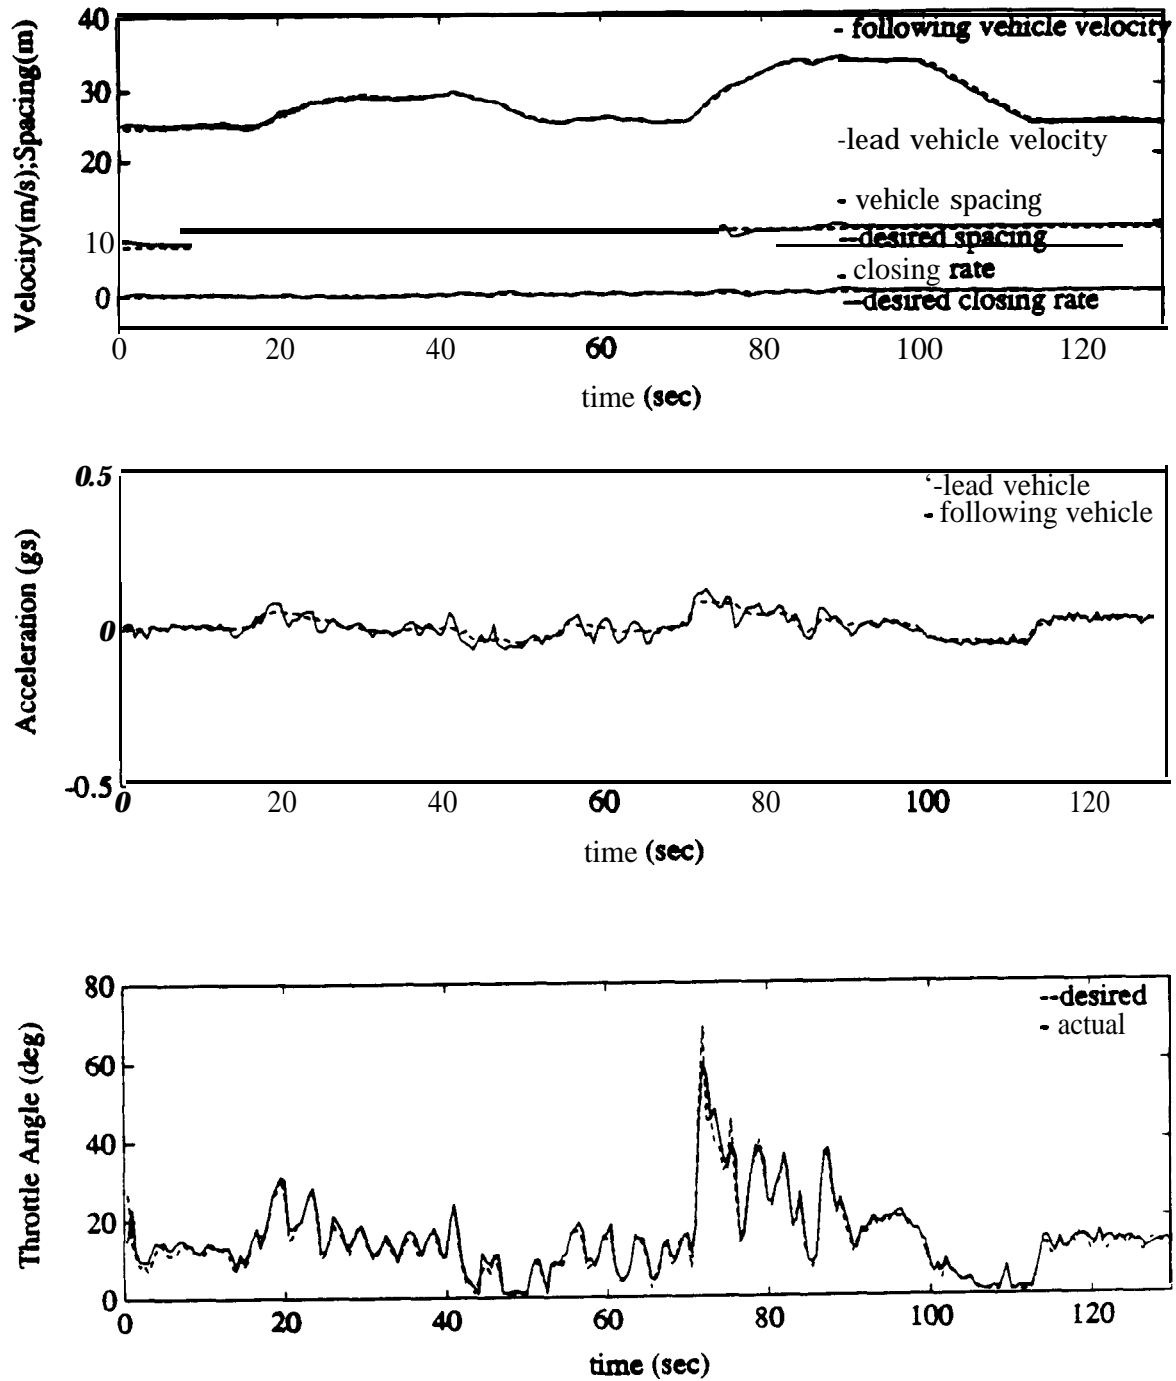 Velocity(m/s);Spacing(m)
40
30
20
10
0
- following vehicle velocity
-lead vehicle velocity
- vehicle spacing
--desired spacing
- closing rate
--desired closing rate
0 20 40 60 80 100 120
time (sec)
Acceleration (gs)
0.5
0
-0.5
‘-lead vehicle
- following vehicle
0 20 40 60 80 100 120
time (sec)
Throttle Angle (deg)
80
60
40
20
0
--desired
- actual
0 20 40 60 80 100 120
time (sec)